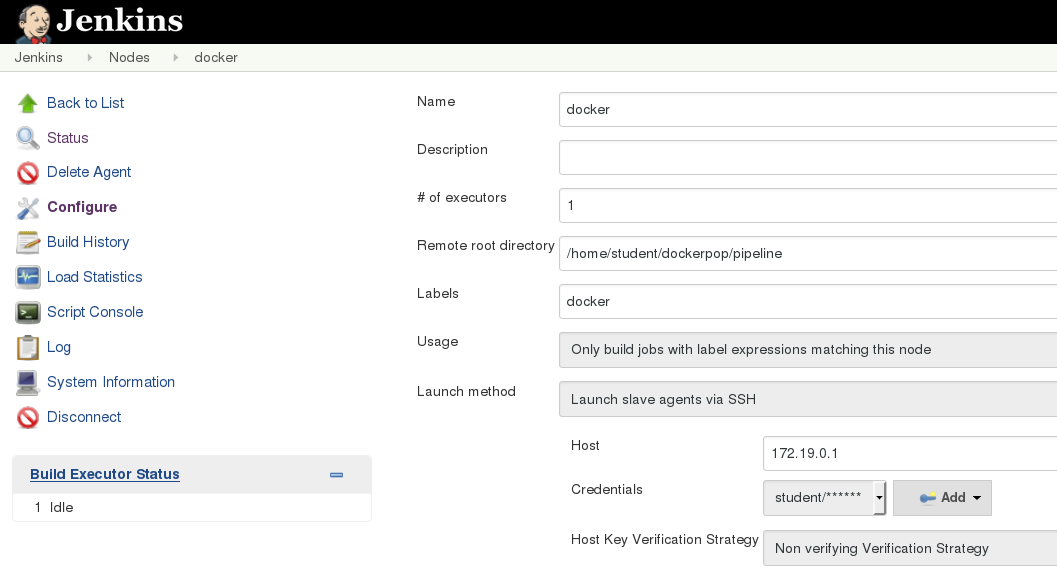 Jenkins
Jenkins Nodes docker
Back to List
Status
Delete Agent
Configure
Build History
Load Statistics
Script Console
Log
System Information
Disconnect
Build Executor Status
1 Idle
Name docker
Description
# of executors 1
Remote root directory /home/student/dockerpop/pipeline
Labels docker
Usage Only build jobs with label expressions matching this node
Launch method Launch slave agents via SSH
Host 172.19.0.1
Credentials student/****** Add
Host Key Verification Strategy Non verifying Verification Strategy